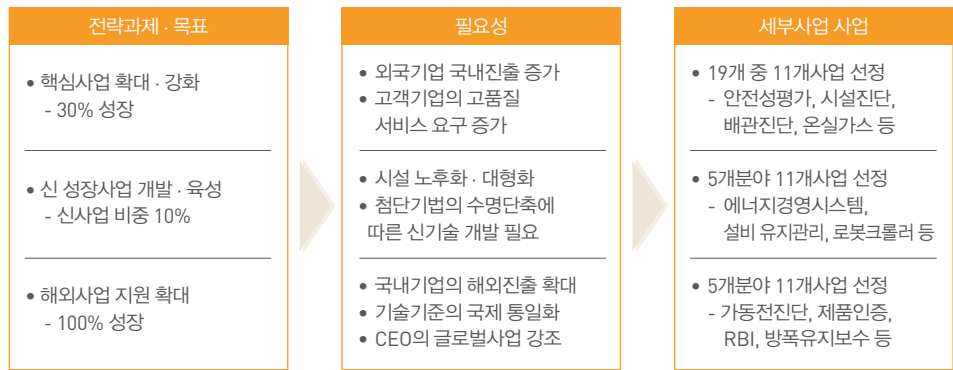 전략과제 · 목표
• 핵심사업 확대 · 강화
- 30% 성장
• 신 성장사업 개발 · 육성
- 신사업 비중 10%
• 해외사업 지원 확대
- 100% 성장
필요성
• 외국기업 국내진출 증가
• 고객기업의 고품질
서비스 요구 증가
• 시설 노후화 · 대형화
• 첨단기법의 수명단축에
따른 신기술 개발 필요
• 국내기업의 해외진출 확대
• 기술기준의 국제 통일화
• CEO의 글로벌사업 강조
세부사업 사업
• 19개 중 11개사업 선정
- 안전성평가, 시설진단,
배관진단, 온실가스 등
• 5개분야 11개사업 선정
- 에너지경영시스템,
설비 유지관리, 로봇크롤러 등
• 5개분야 11개사업 선정
- 가동전진단, 제품인증,
RBI, 방폭유지보수 등